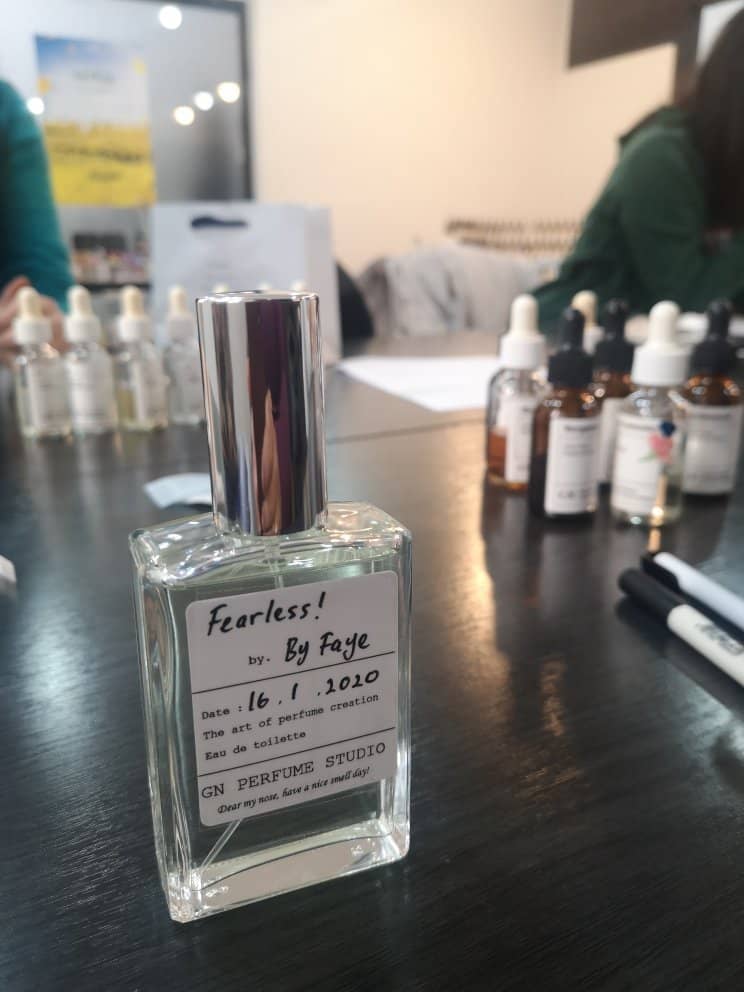 Fearless!
by. By Faye
Date : 16 . 1 . 2020
The art of perfume creation
Eau de toilette
GN PERFUME STUDIO
Dear my nose, have a nice smell day!